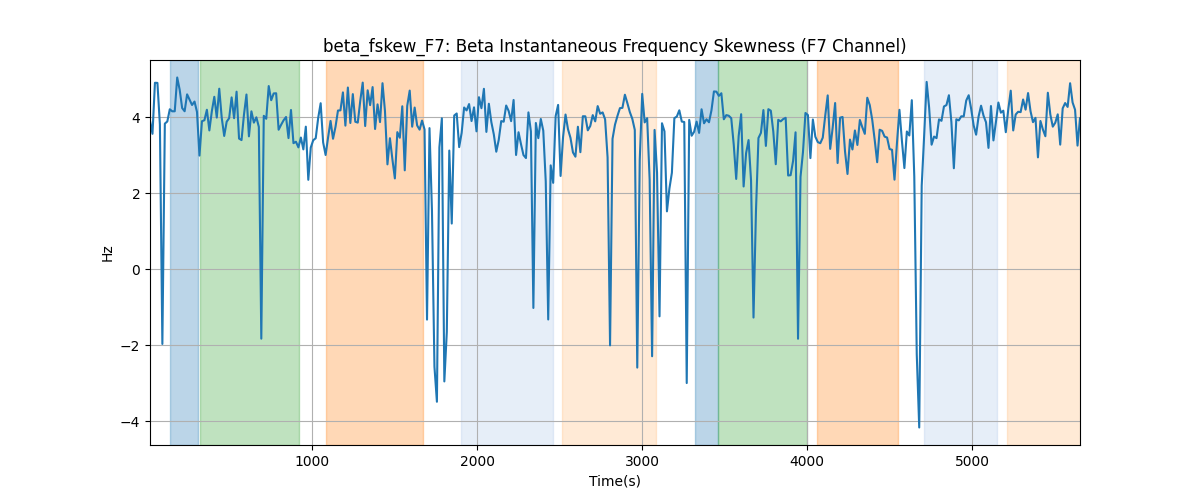 beta_fskew_F7: Beta Instantaneous Frequency Skewness (F7 Channel)
Hz
4
2
0
−2
−4
1000 2000 3000 4000 5000
Time(s)